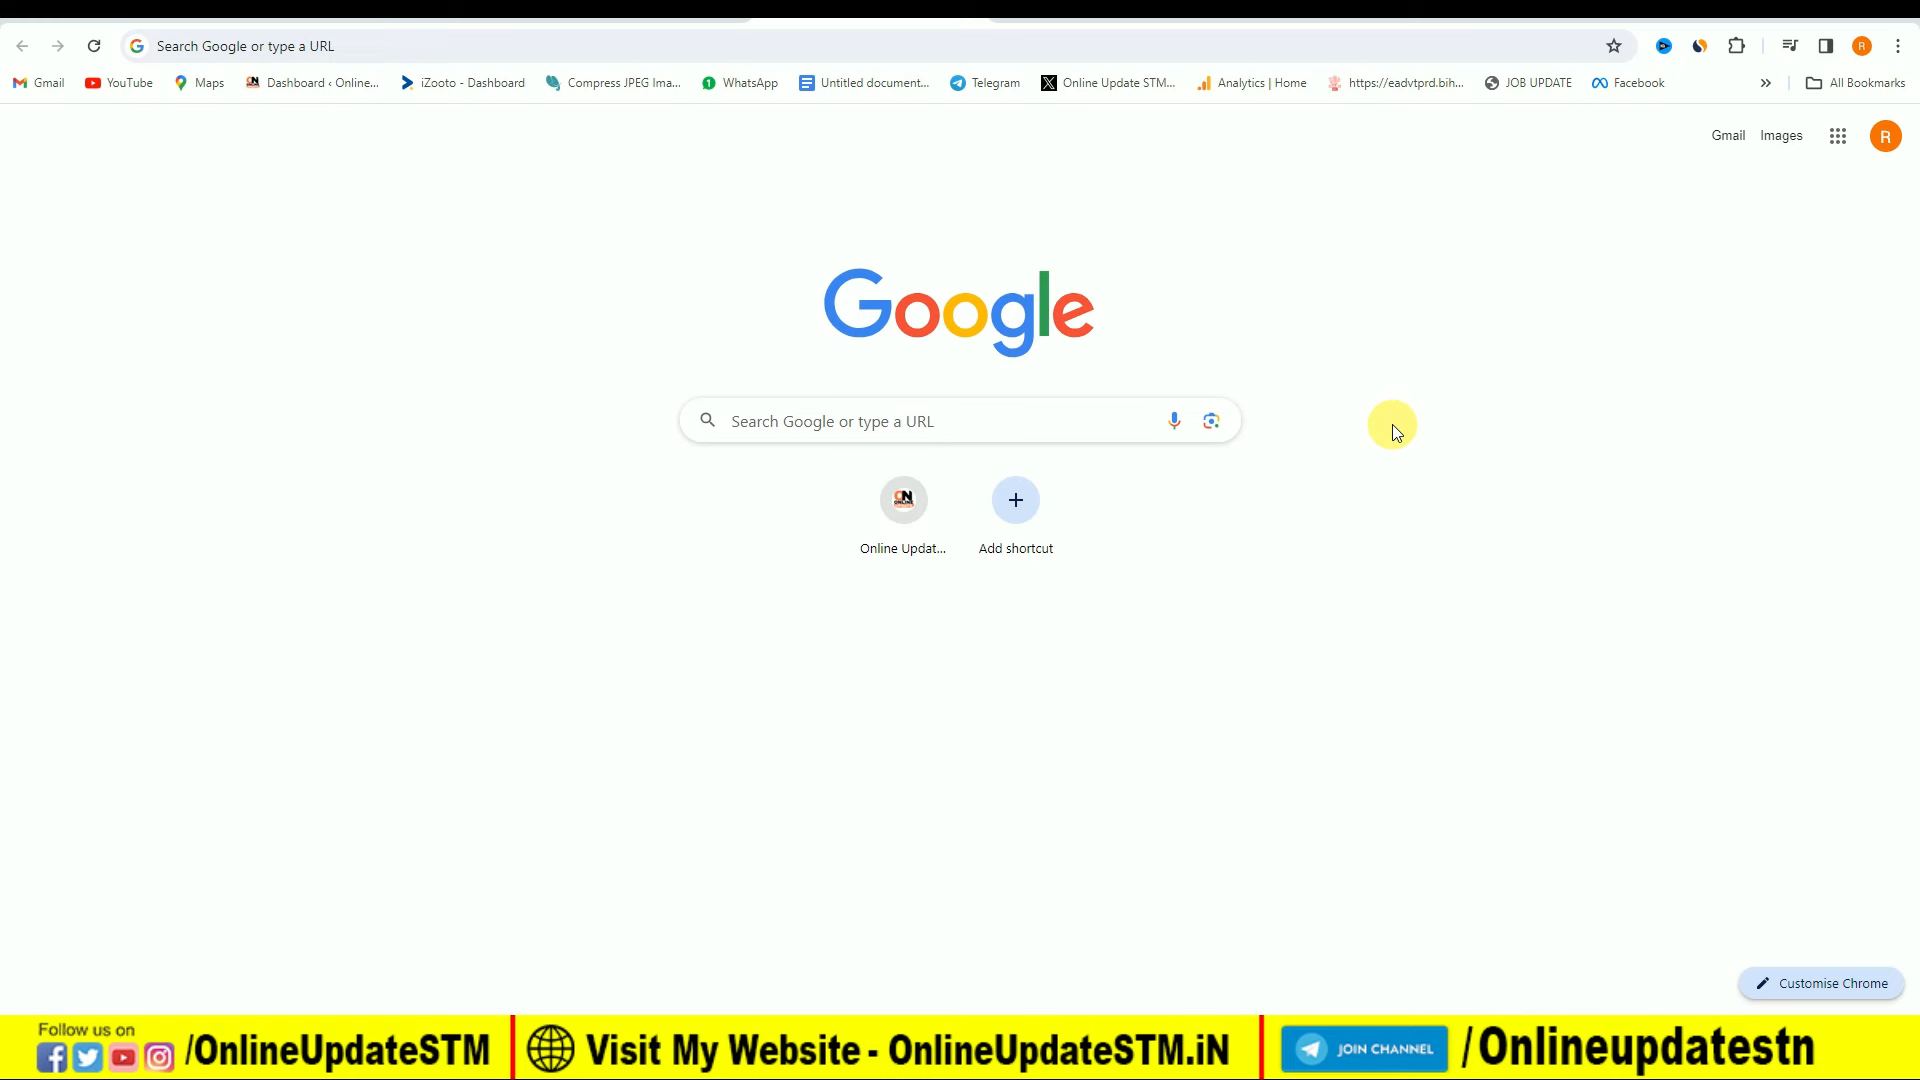 Search Google or type a URL
Gmail YouTube Maps Dashboard ‹ Online... iZooto - Dashboard Compress JPEG Ima... WhatsApp Untitled document... Telegram Online Update STM... Analytics | Home https://eadvtprd.bih... JOB UPDATE Facebook » All Bookmarks
Gmail Images R
Google
Search Google or type a URL
Online Updat... Add shortcut
Customise Chrome
Follow us on
/OnlineUpdateSTM Visit My Website - OnlineUpdateSTM.iN JOIN CHANNEL /Onlineupdatestn